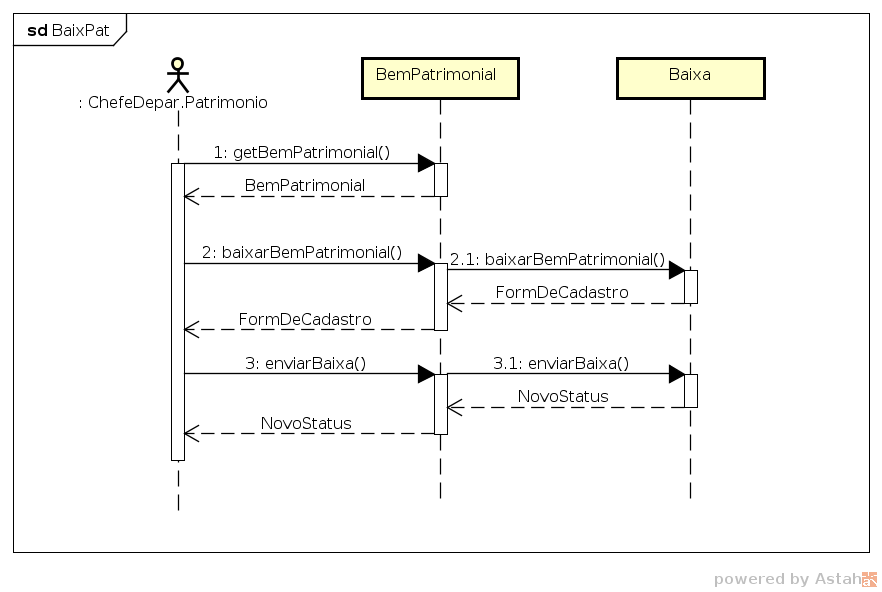 sd BaixPat
: ChefeDepar.Patrimonio
BemPatrimonial
Baixa
1: getBemPatrimonial()
BemPatrimonial
2: baixarBemPatrimonial()
2.1: baixarBemPatrimonial()
FormDeCadastro
FormDeCadastro
3: enviarBaixa()
3.1: enviarBaixa()
NovoStatus
NovoStatus
powered by Astah